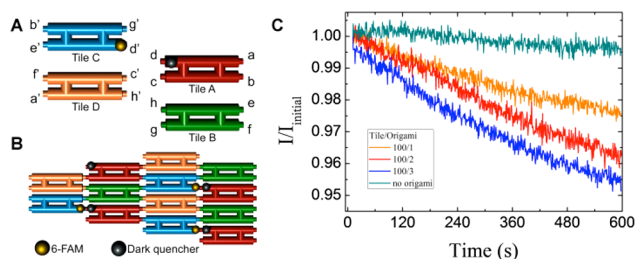 A
b' g'
e' d'
Tile C
d a
c b
Tile A
f' c'
a' h'
Tile D
h e
g f
Tile B
B
6-FAM
Dark quencher
C
I/Iinitial
1.00
0.99
0.98
0.97
0.96
0.95
Tile/Origami
100/1
100/2
100/3
no origami
0 120 240 360 480 600
Time (s)